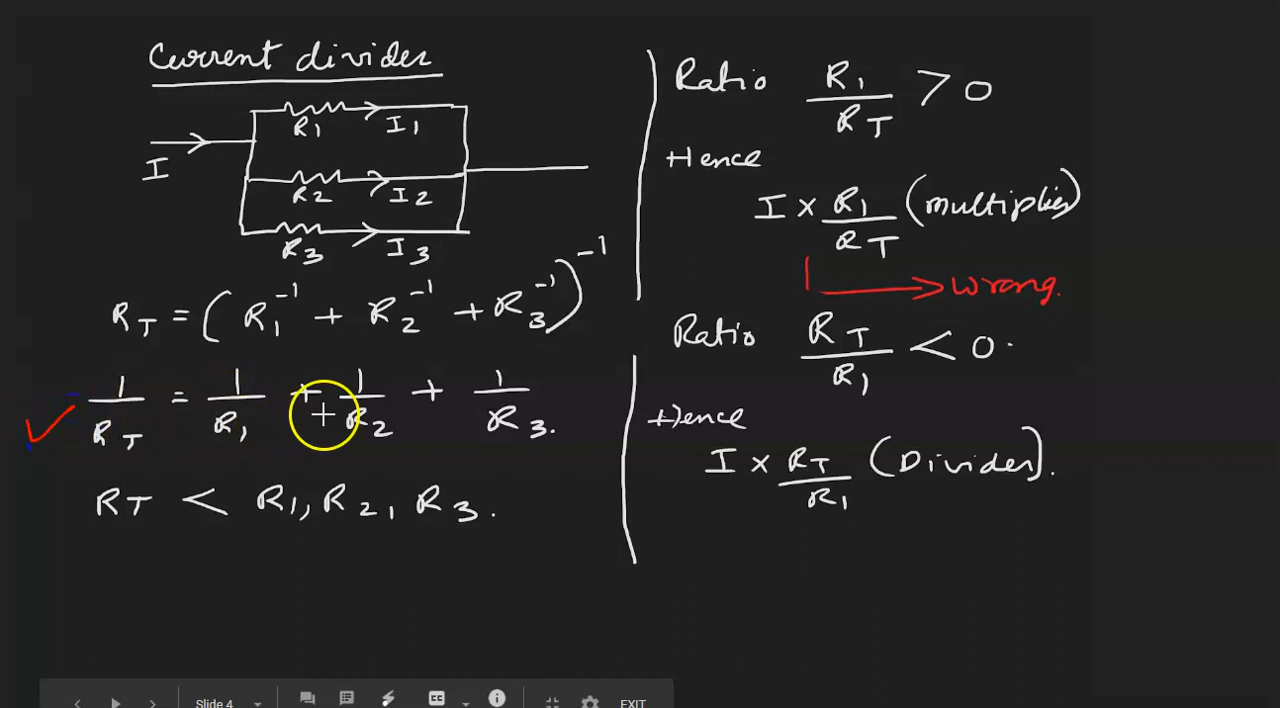 Current divider
R1 I1
I
R2 I2
R3 I3
RT = (R1⁻¹ + R2⁻¹ + R3⁻¹)⁻¹
1/RT = 1/R1 + 1/R2 + 1/R3.
RT < R1, R2, R3.
Ratio R1/RT > 0
Hence
I × R1/RT (multiplier)
wrong.
Ratio RT/R1 < 0.
Hence
I × RT/R1 (Divider).
Slide 4 CC EXIT